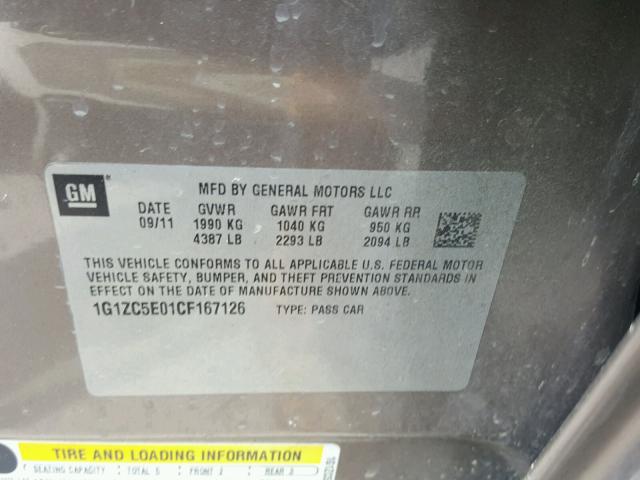 GM
MFD BY GENERAL MOTORS LLC
DATE GVWR GAWR FRT GAWR RR
09/11 1990 KG 1040 KG 950 KG
4387 LB 2293 LB 2094 LB
THIS VEHICLE CONFORMS TO ALL APPLICABLE U.S. FEDERAL MOTOR
VEHICLE SAFETY, BUMPER, AND THEFT PREVENTION STANDARDS IN
EFFECT ON THE DATE OF MANUFACTURE SHOWN ABOVE.
1G1ZC5E01CF167126 TYPE: PASS CAR
TIRE AND LOADING INFORMATION
SEATING CAPACITY TOTAL 5 FRONT 2 REAR 3